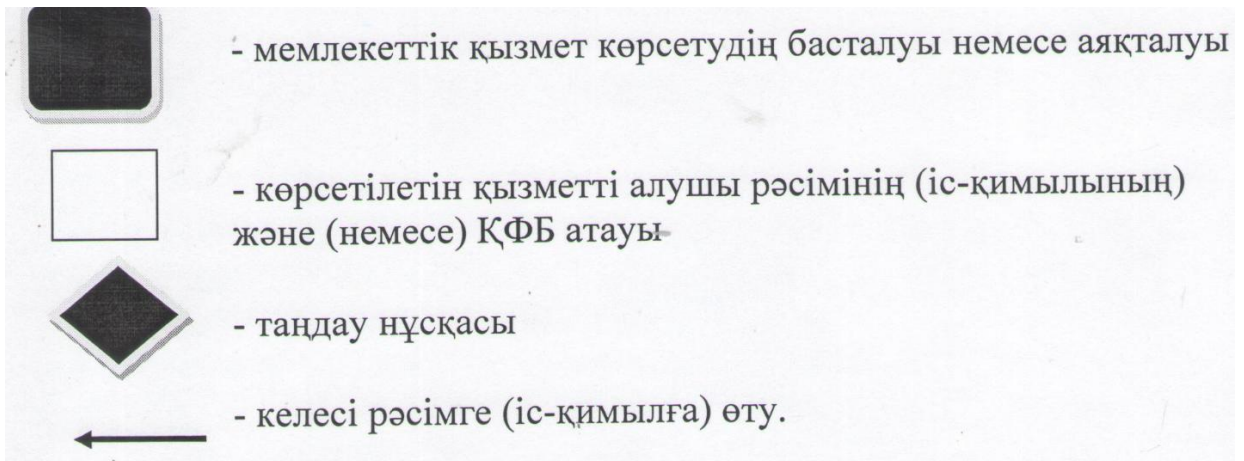 - мемлекеттік қызмет көрсетудің басталуы немесе аяқталуы
- көрсетілетін қызметті алушы рәсімінің (іс-қимылының)
және (немесе) ҚФБ атауы
- таңдау нұсқасы
- келесі рәсімге (іс-қимылға) өту.